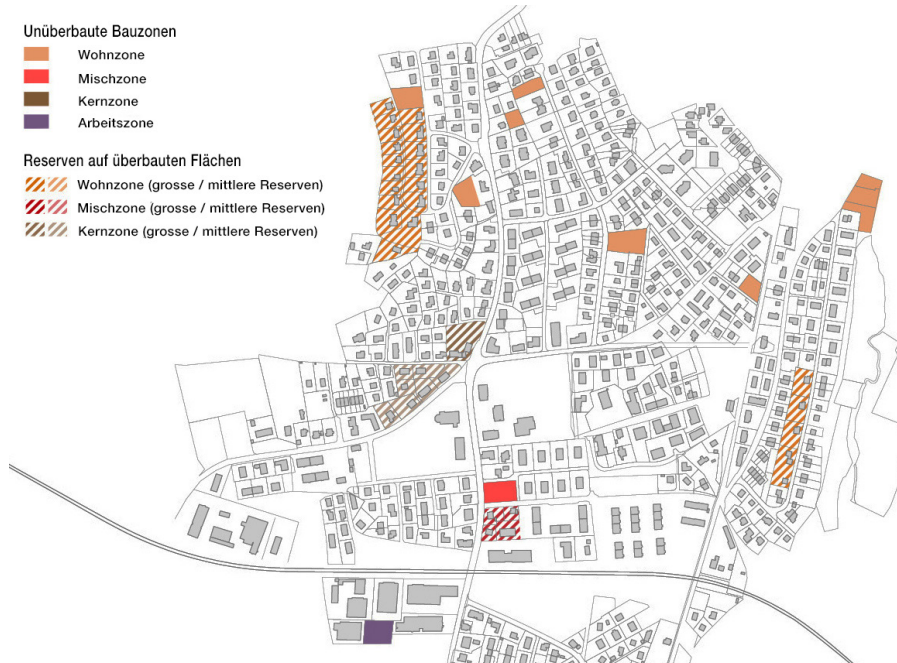 Unüberbaute Bauzonen
Wohnzone
Mischzone
Kernzone
Arbeitszone
Reserven auf überbauten Flächen
Wohnzone (grosse / mittlere Reserven)
Mischzone (grosse / mittlere Reserven)
Kernzone (grosse / mittlere Reserven)